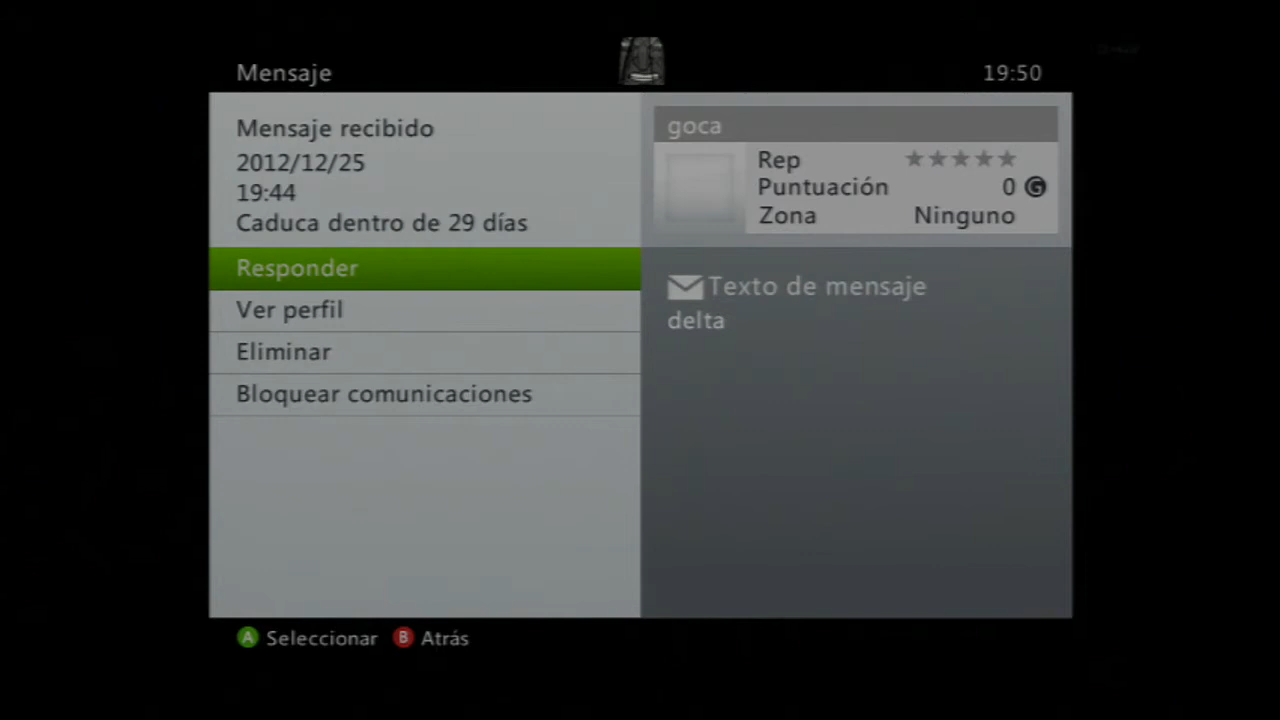 Mensaje
19:50
Mensaje recibido
2012/12/25
19:44
Caduca dentro de 29 días
Responder
Ver perfil
Eliminar
Bloquear comunicaciones
goca
Rep
Puntuación 0 G
Zona Ninguno
Texto de mensaje
delta
A Seleccionar B Atrás